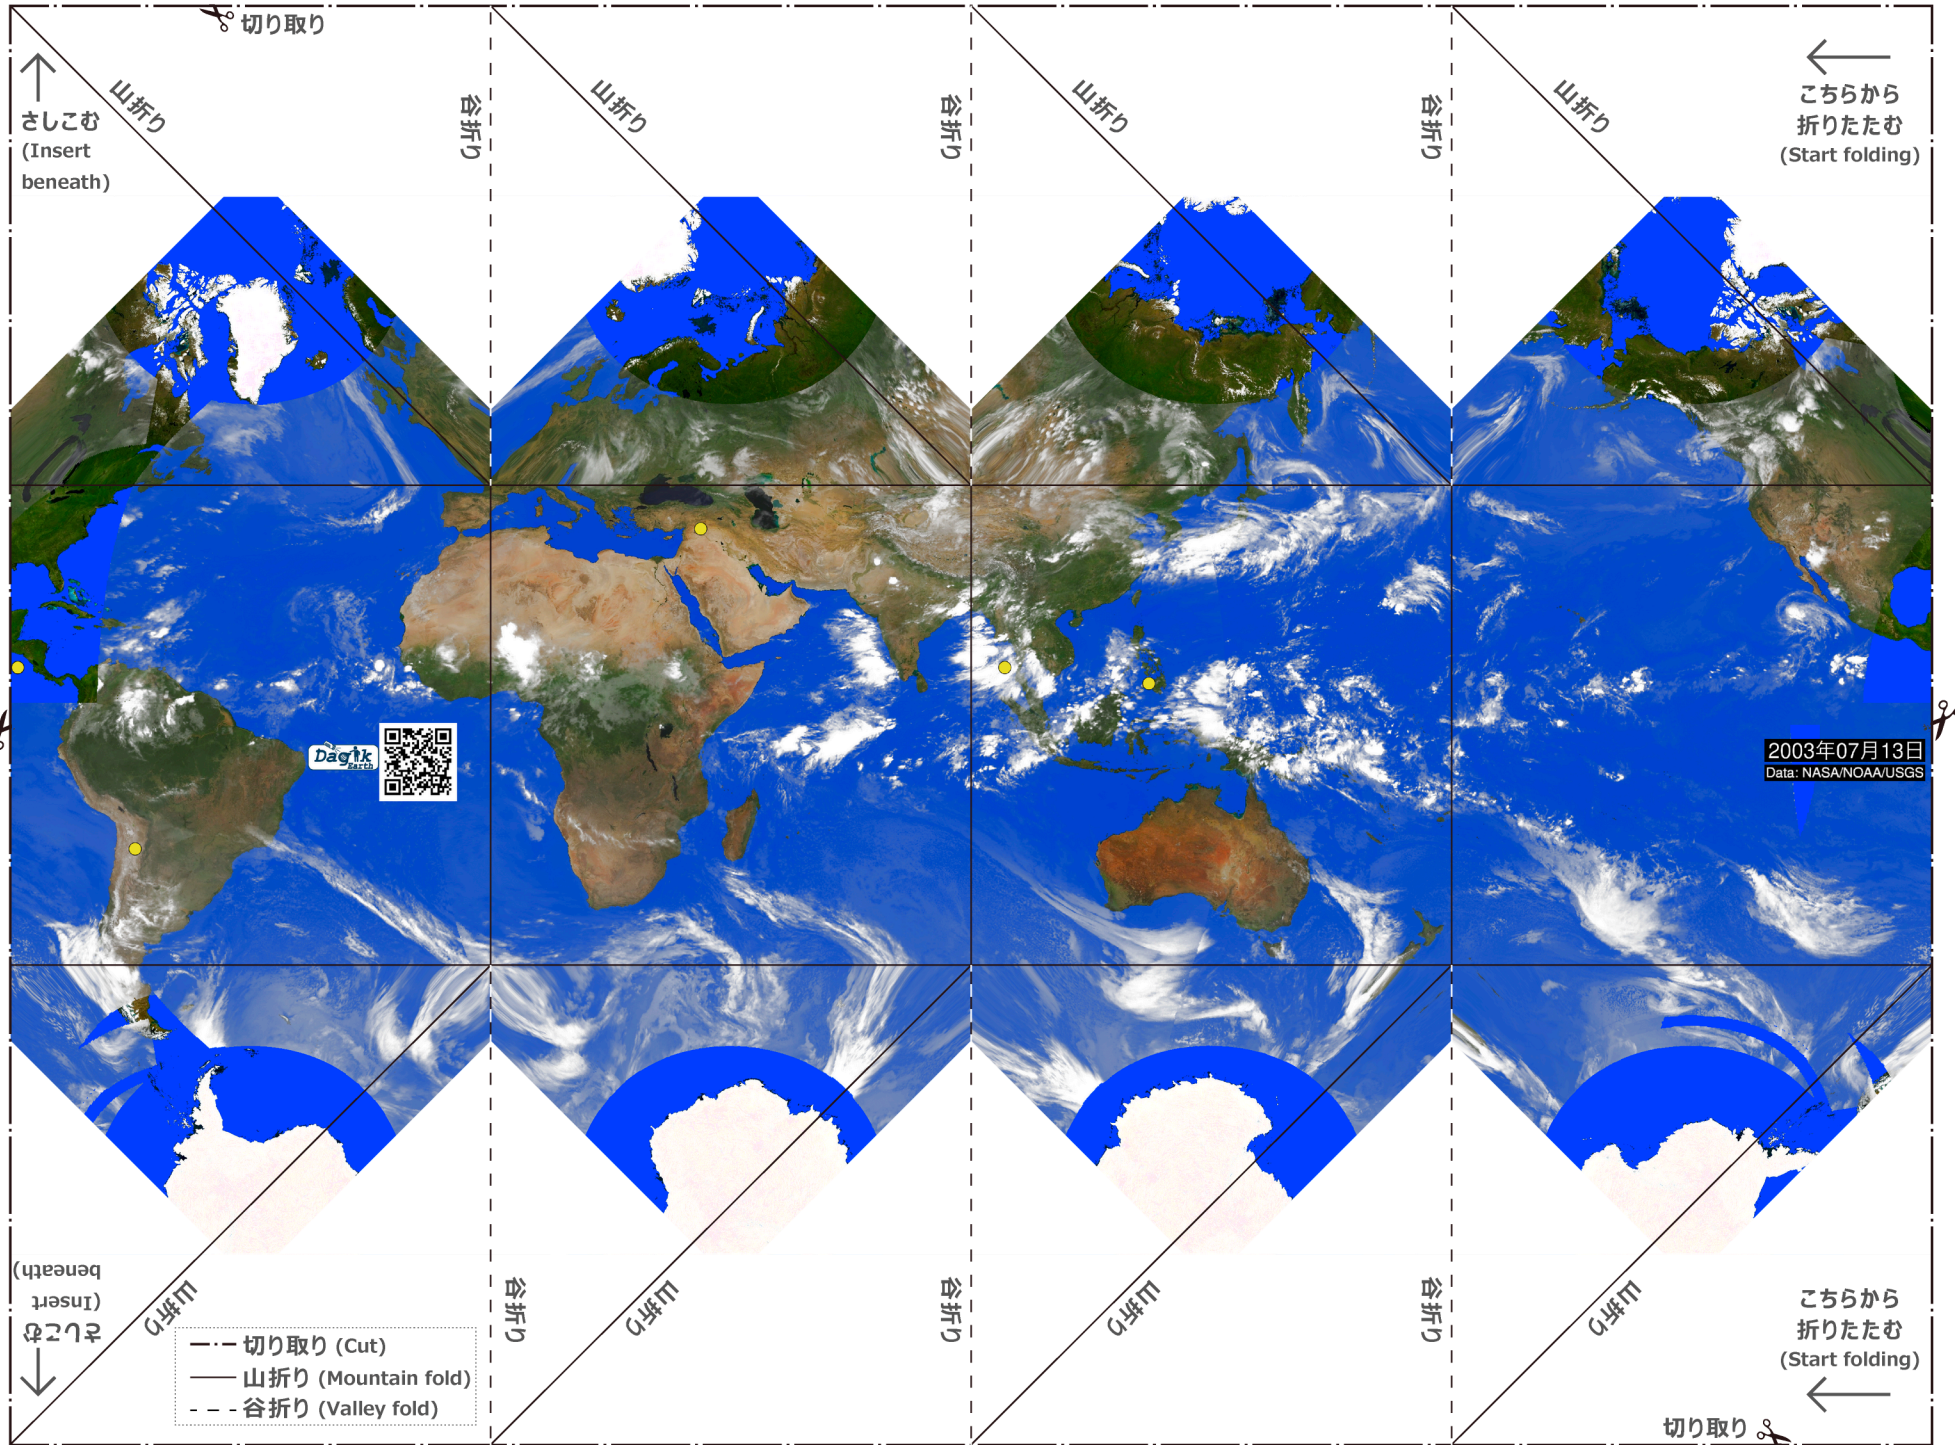 切り取り
さしこむ
(Insert
beneath)
山折り
谷折り
山折り
谷折り
山折り
谷折り
山折り
こちらから
折りたたむ
(Start folding)
Dagik
Earth
2003年07月13日
Data: NASA/NOAA/USGS
さしこむ
(Insert
beneath)
山折り
谷折り
山折り
谷折り
山折り
谷折り
山折り
こちらから
折りたたむ
(Start folding)
切り取り (Cut)
山折り (Mountain fold)
谷折り (Valley fold)
切り取り